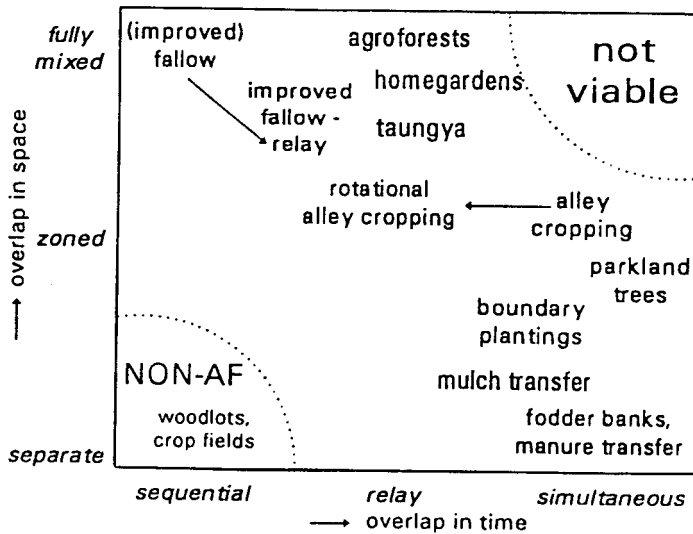 fully
mixed
zoned
separate
→ overlap in space
(improved)
fallow
improved
fallow -
relay
agroforests
homegardens
taungya
not
viable
rotational
alley cropping
alley
cropping
parkland
trees
boundary
plantings
mulch transfer
fodder banks,
manure transfer
NON-AF
woodlots,
crop fields
sequential
relay
simultaneous
→ overlap in time